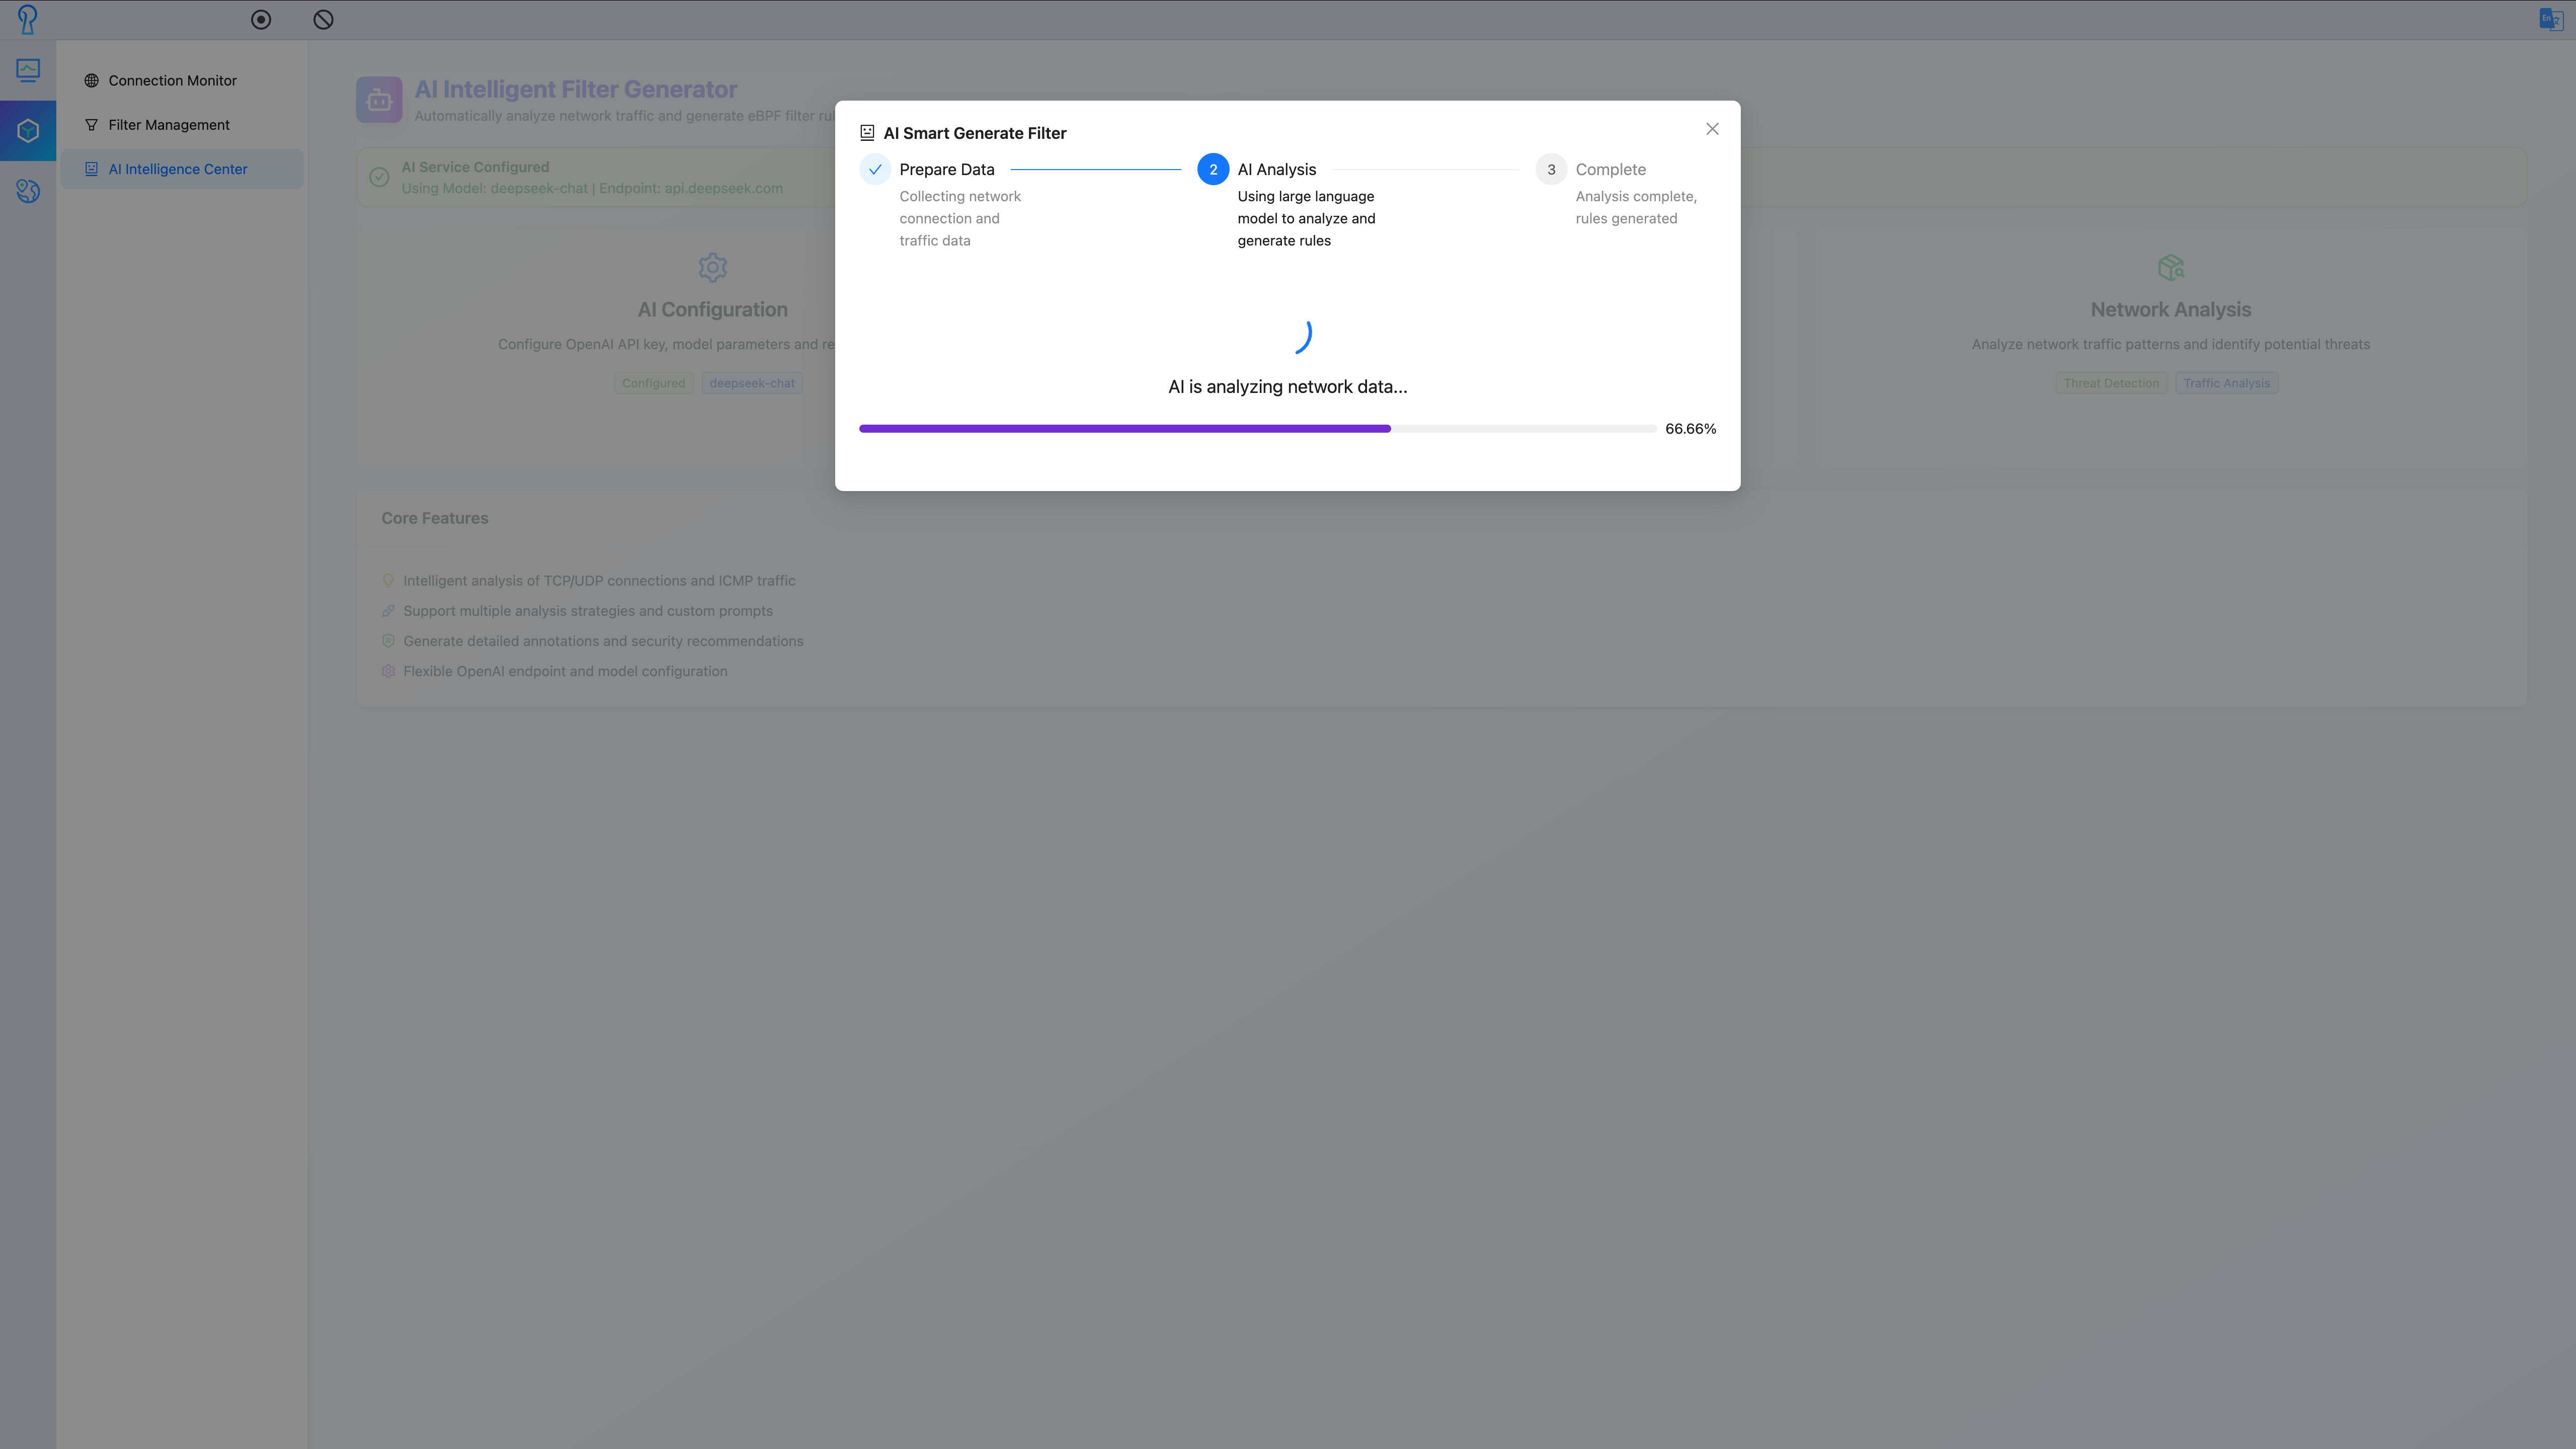 En
Connection Monitor
Filter Management
AI Intelligence Center
AI Intelligent Filter Generator
Automatically analyze network traffic and generate eBPF filter
AI Service Configured
Using Model: deepseek-chat | Endpoint: api.deepseek.com
AI Configuration
Configure OpenAI API key, model parameters and
Configured
deepseek-chat
Network Analysis
Analyze network traffic patterns and identify potential threats
Threat Detection
Traffic Analysis
Core Features
Intelligent analysis of TCP/UDP connections and ICMP traffic
Support multiple analysis strategies and custom prompts
Generate detailed annotations and security recommendations
Flexible OpenAI endpoint and model configuration
AI Smart Generate Filter
Prepare Data
Collecting network
connection and
traffic data
2
AI Analysis
Using large language
model to analyze and
generate rules
3
Complete
Analysis complete,
rules generated
AI is analyzing network data...
66.66%